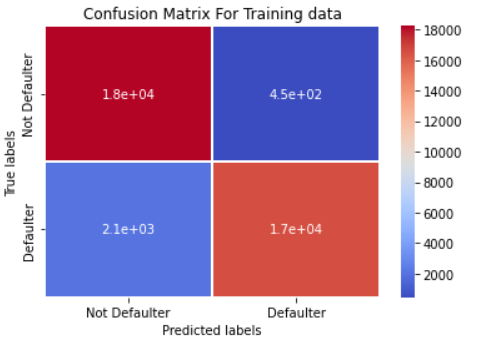 Confusion Matrix For Training data
True labels
Not Defaulter
Defaulter
1.8e+04
4.5e+02
2.1e+03
1.7e+04
Not Defaulter
Defaulter
Predicted labels
18000
16000
14000
12000
10000
8000
6000
4000
2000